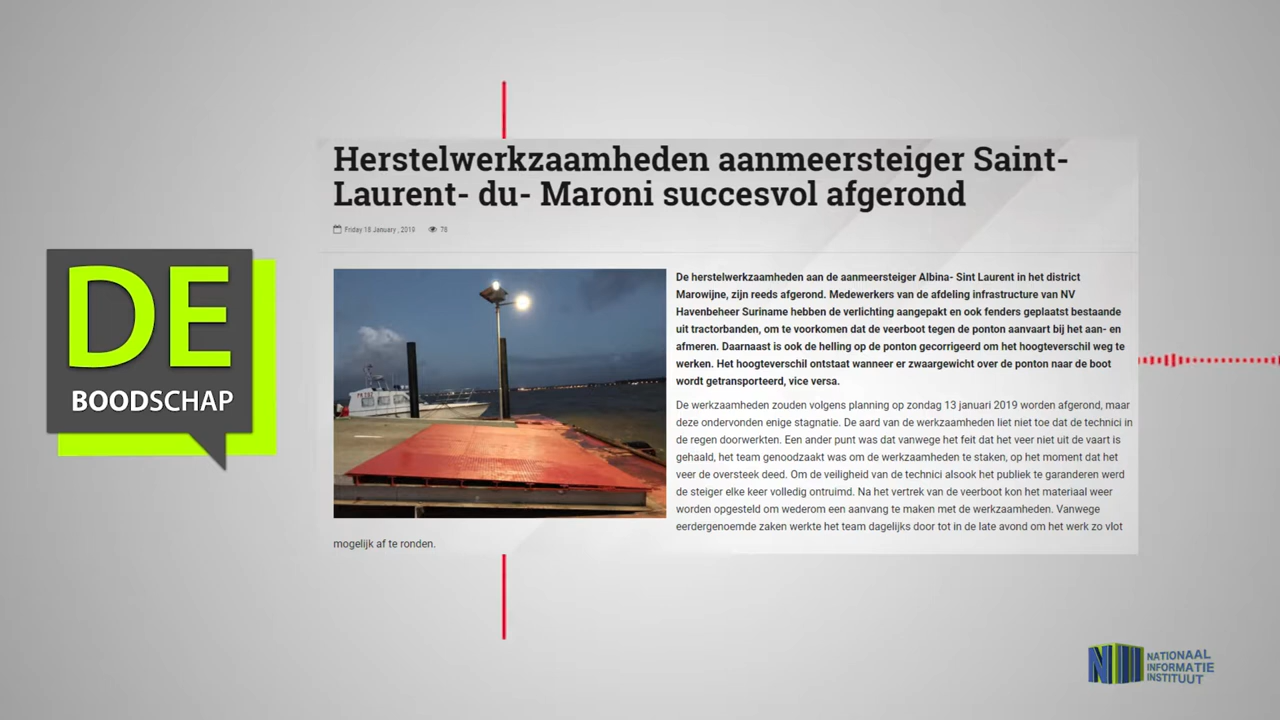 Herstelwerkzaamheden aanmeersteiger Saint-
Laurent- du- Maroni succesvol afgerond
Friday 18 January , 2019 78
DE
BOODSCHAP
De herstelwerkzaamheden aan de aanmeersteiger Albina- Sint Laurent in het district
Marowijne, zijn reeds afgerond. Medewerkers van de afdeling infrastructure van NV
Havenbeheer Suriname hebben de verlichting aangepakt en ook fenders geplaatst bestaande
uit tractorbanden, om te voorkomen dat de veerboot tegen de ponton aanvaart bij het aan- en
afmeren. Daarnaast is ook de helling op de ponton gecorrigeerd om het hoogteverschil weg te
werken. Het hoogteverschil ontstaat wanneer er zwaargewicht over de ponton naar de boot
wordt getransporteerd, vice versa.
De werkzaamheden zouden volgens planning op zondag 13 januari 2019 worden afgerond, maar
deze ondervonden enige stagnatie. De aard van de werkzaamheden liet niet toe dat de technici in
de regen doorwerkten. Een ander punt was dat vanwege het feit dat het veer niet uit de vaart is
gehaald, het team genoodzaakt was om de werkzaamheden te staken, op het moment dat het
veer de oversteek deed. Om de veiligheid van de technici alsook het publiek te garanderen werd
de steiger elke keer volledig ontruimd. Na het vertrek van de veerboot kon het materiaal weer
worden opgesteld om wederom een aanvang te maken met de werkzaamheden. Vanwege
eerdergenoemde zaken werkte het team dagelijks door tot in de late avond om het werk zo vlot
mogelijk af te ronden.
NATIONAAL
INFORMATIE
INSTITUUT